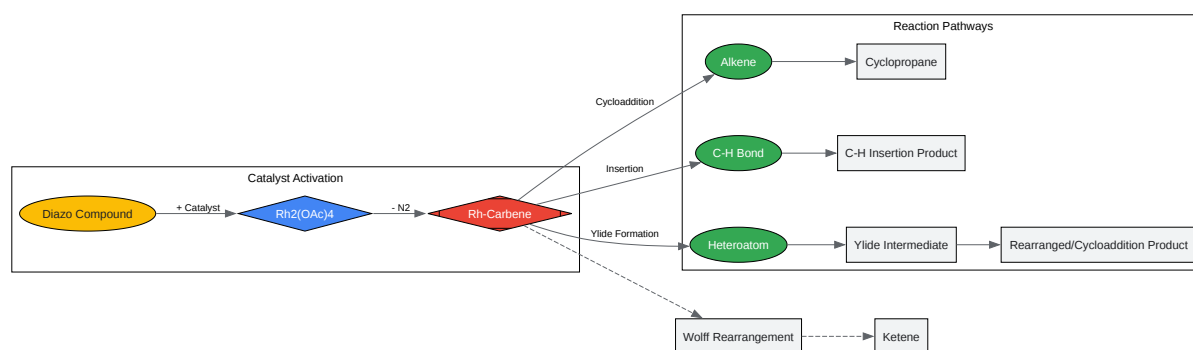 Reaction Pathways
Alkene
Cyclopropane
Cycloaddition
C-H Bond
C-H Insertion Product
Insertion
Catalyst Activation
Diazo Compound
+ Catalyst
Rh2(OAc)4
- N2
Rh-Carbene
Ylide Formation
Heteroatom
Ylide Intermediate
Rearranged/Cycloaddition Product
Wolff Rearrangement
Ketene